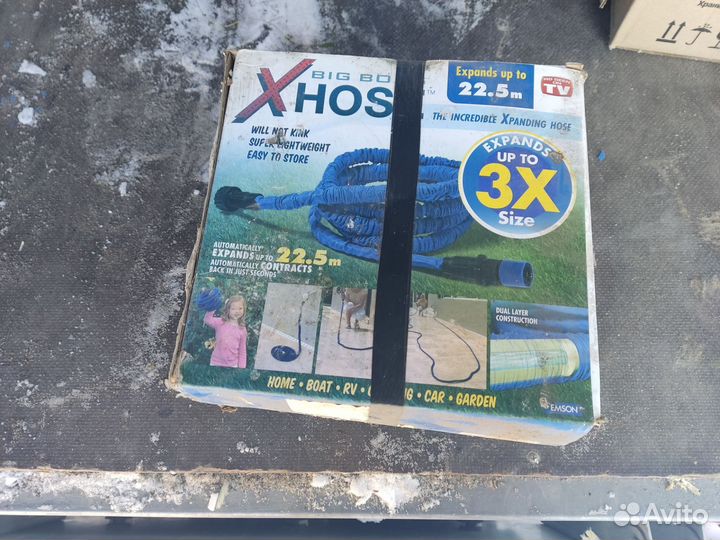 Храни
BIG BO
XHOS
Expands up to
22.5m
AS SEEN
ON
TV
THE INCREDIBLE XPANDING HOSE
WILL NOT KINK
SUPER LIGHTWEIGHT
EASY TO STORE
EXPANDS
UP TO
3X
Size
AUTOMATICALLY
EXPANDS UP TO 22.5m
AUTOMATICALLY CONTRACTS
BACK IN JUST SECONDS
DUAL LAYER
CONSTRUCTION
HOME • BOAT • RV • C NG • CAR • GARDEN
EMSON
Avito